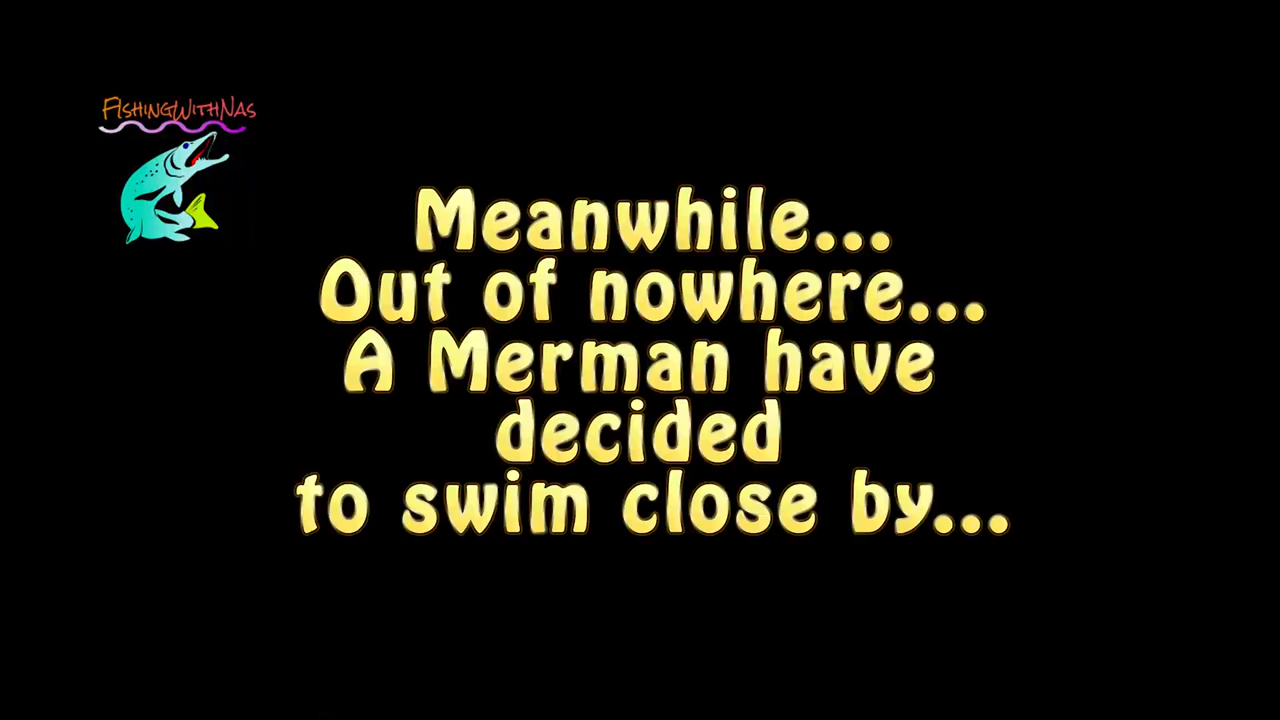 FishingWithNas
Meanwhile...
Out of nowhere...
A Merman have
decided
to swim close by...